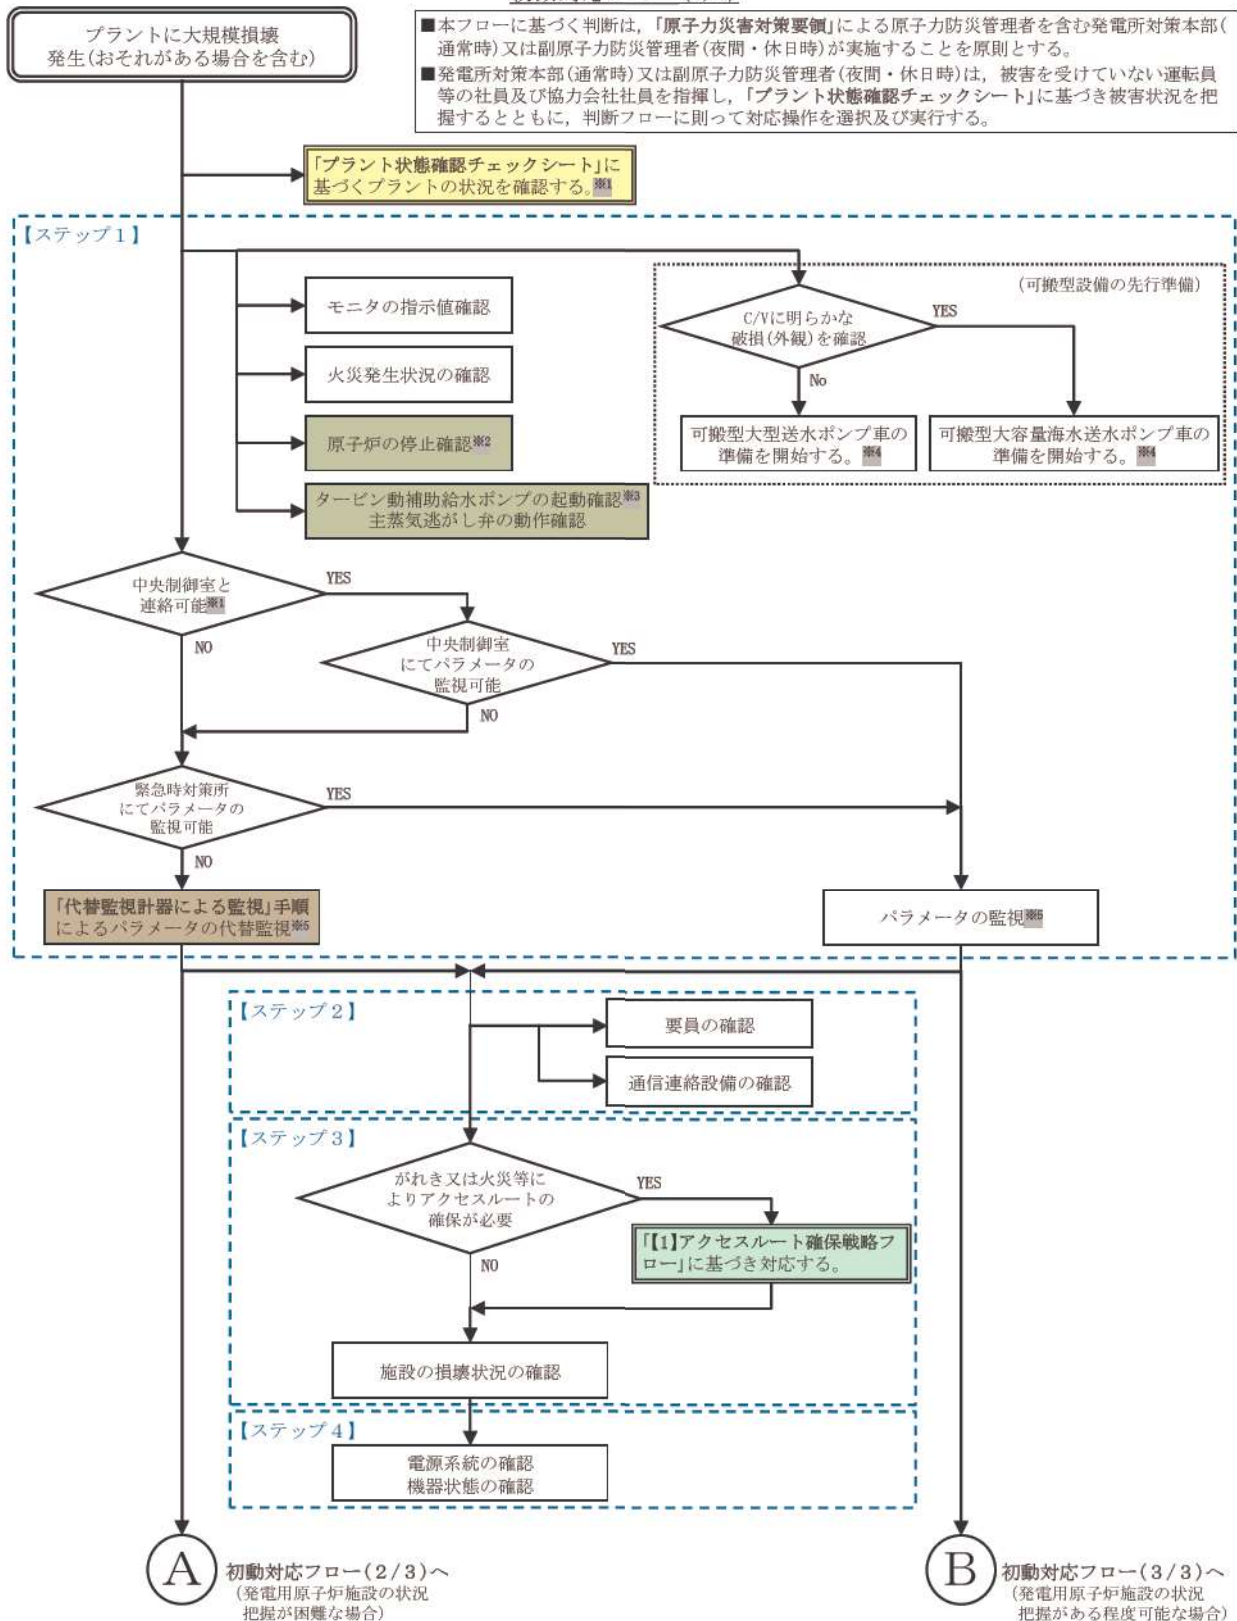 プラントに大規模損壊
発生(おそれがある場合を含む)
■本フローに基づく判断は，「原子力災害対策要領」による原子力防災管理者を含む発電所対策本部(
通常時)又は副原子力防災管理者(夜間・休日時)が実施することを原則とする。
■発電所対策本部(通常時)又は副原子力防災管理者(夜間・休日時)は，被害を受けていない運転員
等の社員及び協力会社社員を指揮し，「プラント状態確認チェックシート」に基づき被害状況を把
握するとともに，判断フローに則って対応操作を選択及び実行する。
「プラント状態確認チェックシート」に
基づくプラントの状況を確認する。※1
【ステップ１】
モニタの指示値確認
火災発生状況の確認
原子炉の停止確認※2
タービン動補助給水ポンプの起動確認※3
主蒸気逃がし弁の動作確認
(可搬型設備の先行準備)
C/Vに明らかな
破損(外観)を確認
YES
No
可搬型大型送水ポンプ車の
準備を開始する。※4
可搬型大容量海水送水ポンプ車の
準備を開始する。※4
中央制御室と
連絡可能※1
YES
NO
中央制御室
にてパラメータの
監視可能
YES
NO
緊急時対策所
にてパラメータの
監視可能
YES
NO
「代替監視計器による監視」手順
によるパラメータの代替監視※5
パラメータの監視※6
【ステップ２】
要員の確認
通信連絡設備の確認
【ステップ３】
がれき又は火災等に
よりアクセスルートの
確保が必要
YES
NO
「【1】アクセスルート確保戦略フ
ロー」に基づき対応する。
施設の損壊状況の確認
【ステップ４】
電源系統の確認
機器状態の確認
A
初動対応フロー(2/3)へ
(発電用原子炉施設の状況
把握が困難な場合)
B
初動対応フロー(3/3)へ
(発電用原子炉施設の状況
把握がある程度可能な場合)